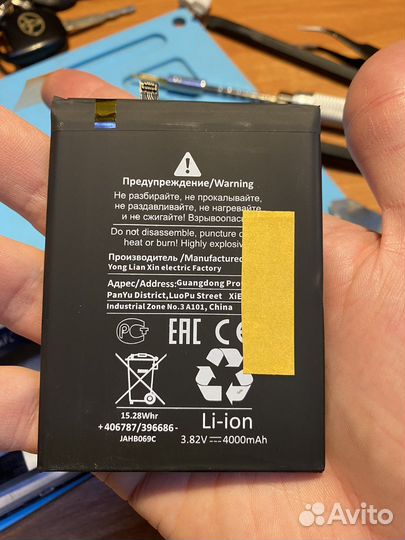 Предупреждение/Warning
Не разбирайте, не прокалывайте,
не раздавливайте, не нагревайте
и не сжигайте! Взрывоопасно
Do not disassemble, puncture
heat or burn! Highly explosiv
Производитель /Manufacturer
Yong Lian Xin electric Factory
Адрес/Address: Guangdong Pro
PanYu District,LuoPu Street XiE
Industrial Zone No.3 A101, China
РС+ EAC CE
15.28Whr
+406787/396686-
JAHB069C
Li-ion
3.82V 4000mAh
Avito